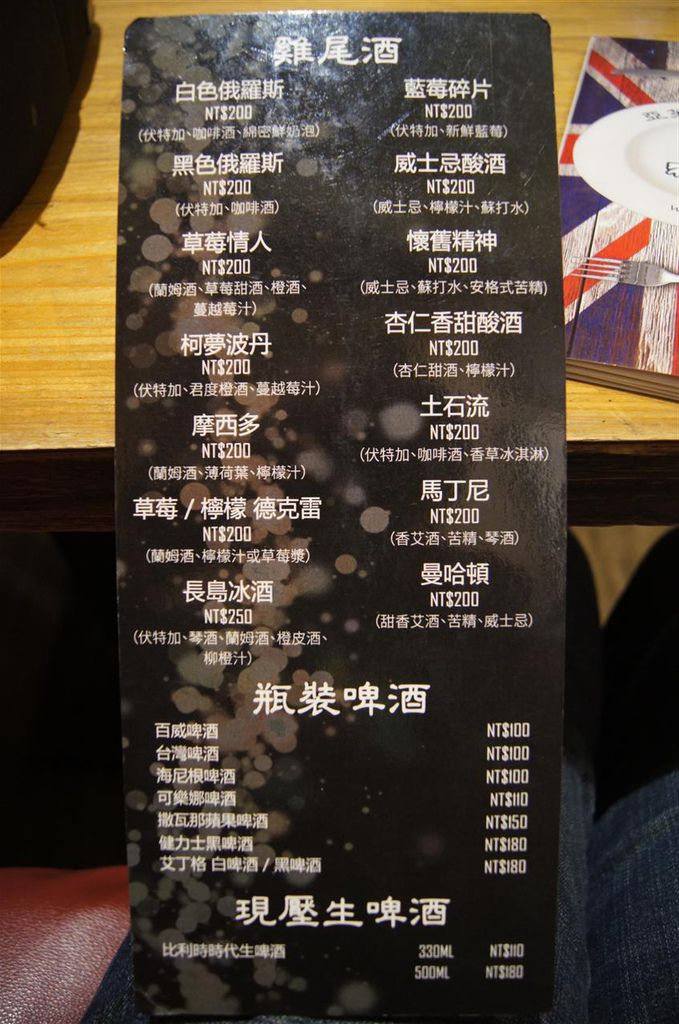 雞尾酒
白色俄羅斯
NT$200
(伏特加、咖啡酒、綿密鮮奶泡)
黑色俄羅斯
NT$200
(伏特加、咖啡酒)
草莓情人
NT$200
(蘭姆酒、草莓甜酒、橙酒、
蔓越莓汁)
柯夢波丹
NT$200
(伏特加、君度橙酒、蔓越莓汁)
摩西多
NT$200
(蘭姆酒、薄荷葉、檸檬汁)
草莓 / 檸檬 德克雷
NT$200
(蘭姆酒、檸檬汁或草莓漿)
長島冰酒
NT$250
(伏特加、琴酒、蘭姆酒、橙皮酒、
柳橙汁)
藍莓碎片
NT$200
(伏特加、新鮮藍莓)
威士忌酸酒
NT$200
(威士忌、檸檬汁、蘇打水)
懷舊精神
NT$200
(威士忌、蘇打水、安格式苦精)
杏仁香甜酸酒
NT$200
(杏仁甜酒、檸檬汁)
土石流
NT$200
(伏特加、咖啡酒、香草冰淇淋)
馬丁尼
NT$200
(香艾酒、苦精、琴酒)
曼哈頓
NT$200
(甜香艾酒、苦精、威士忌)
瓶裝啤酒
百威啤酒 NT$100
台灣啤酒 NT$100
海尼根啤酒 NT$100
可樂娜啤酒 NT$110
撒瓦那蘋果啤酒 NT$150
健力士黑啤酒 NT$180
艾丁格 白啤酒 / 黑啤酒 NT$180
現壓生啤酒
比利時時代生啤酒 330ML NT$110
500ML NT$180